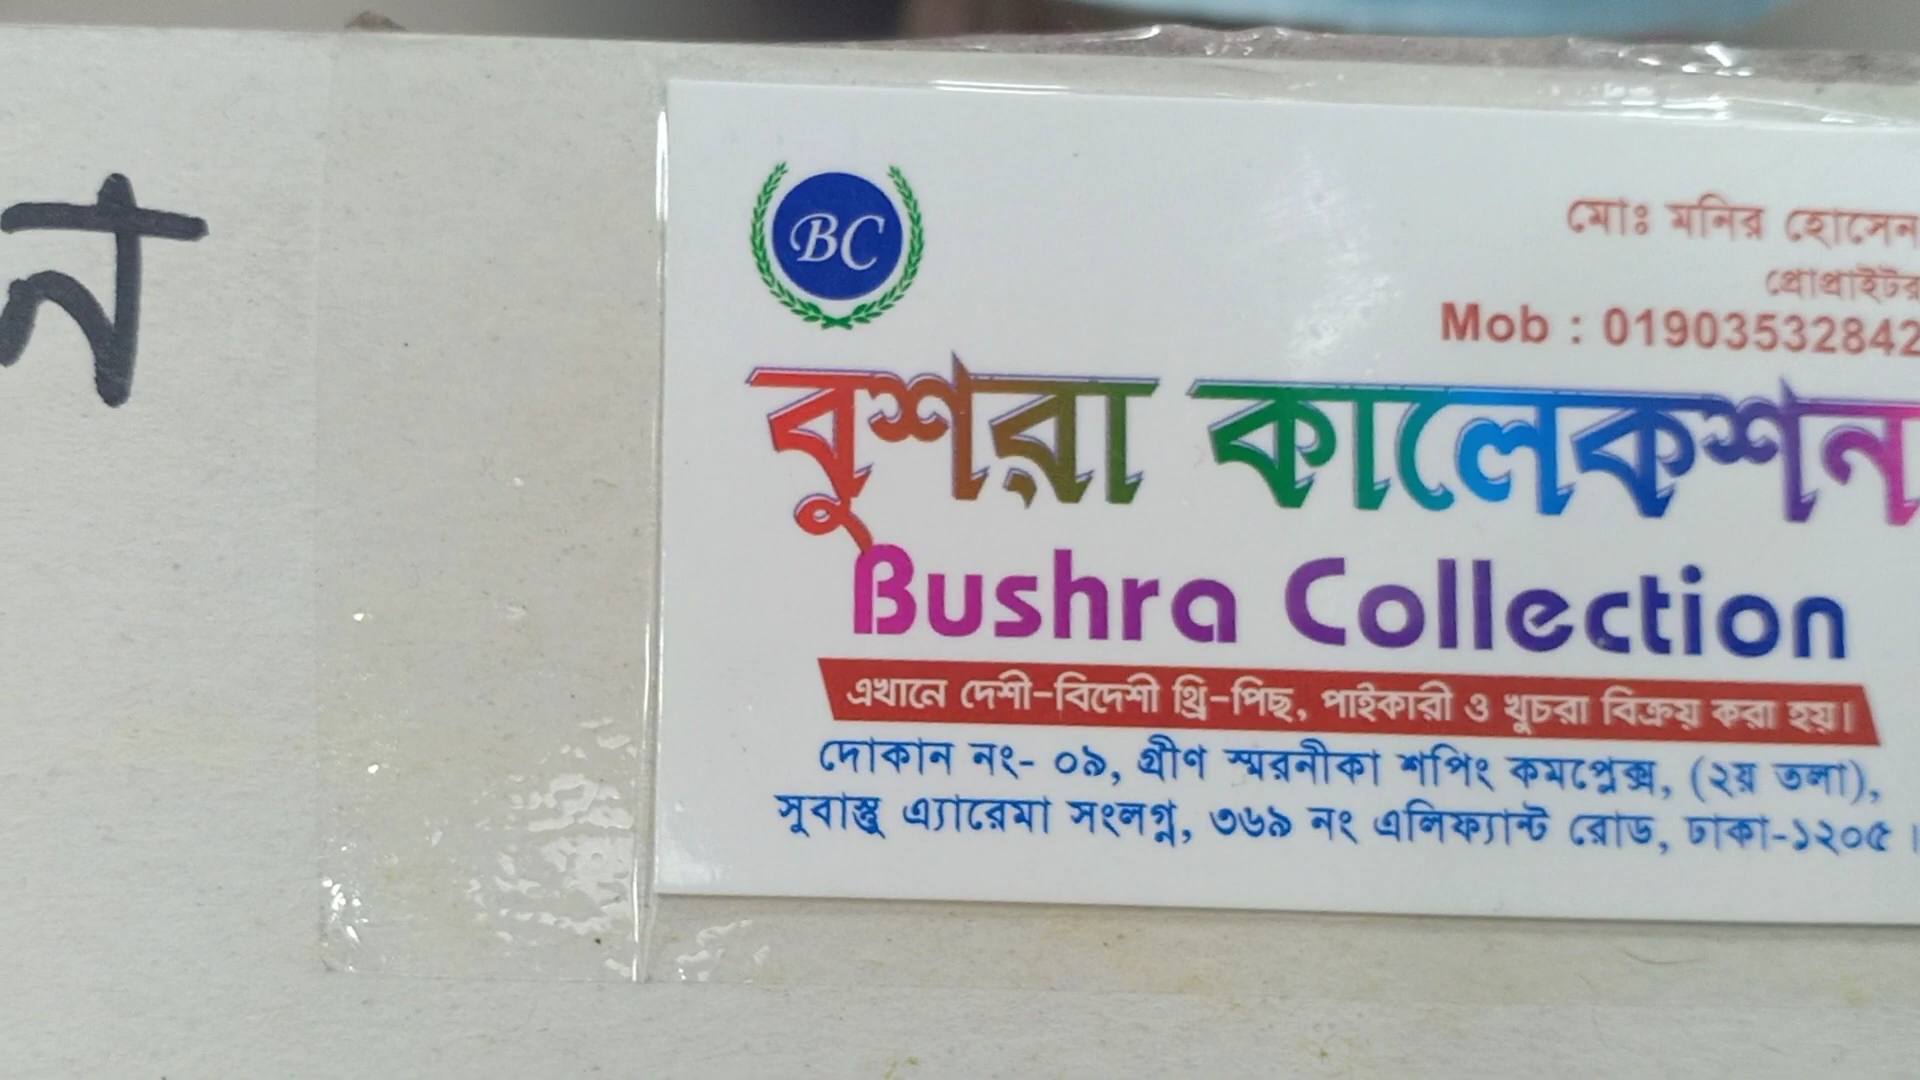 ন
BC
মোঃ মনির হোসেন
প্রোপ্রাইটর
Mob : 01903532842
বুশরা কালেকশন
Bushra Collection
এখানে দেশী-বিদেশী থ্রি-পিছ, পাইকারী ও খুচরা বিক্রয় করা হয়।
দোকান নং- ০৯, গ্রীণ স্মরনীকা শপিং কমপ্লেক্স, (২য় তলা),
সুবাস্তু এ্যারেমা সংলগ্ন, ৩৬৯ নং এলিফ্যান্ট রোড, ঢাকা-১২০৫ ।